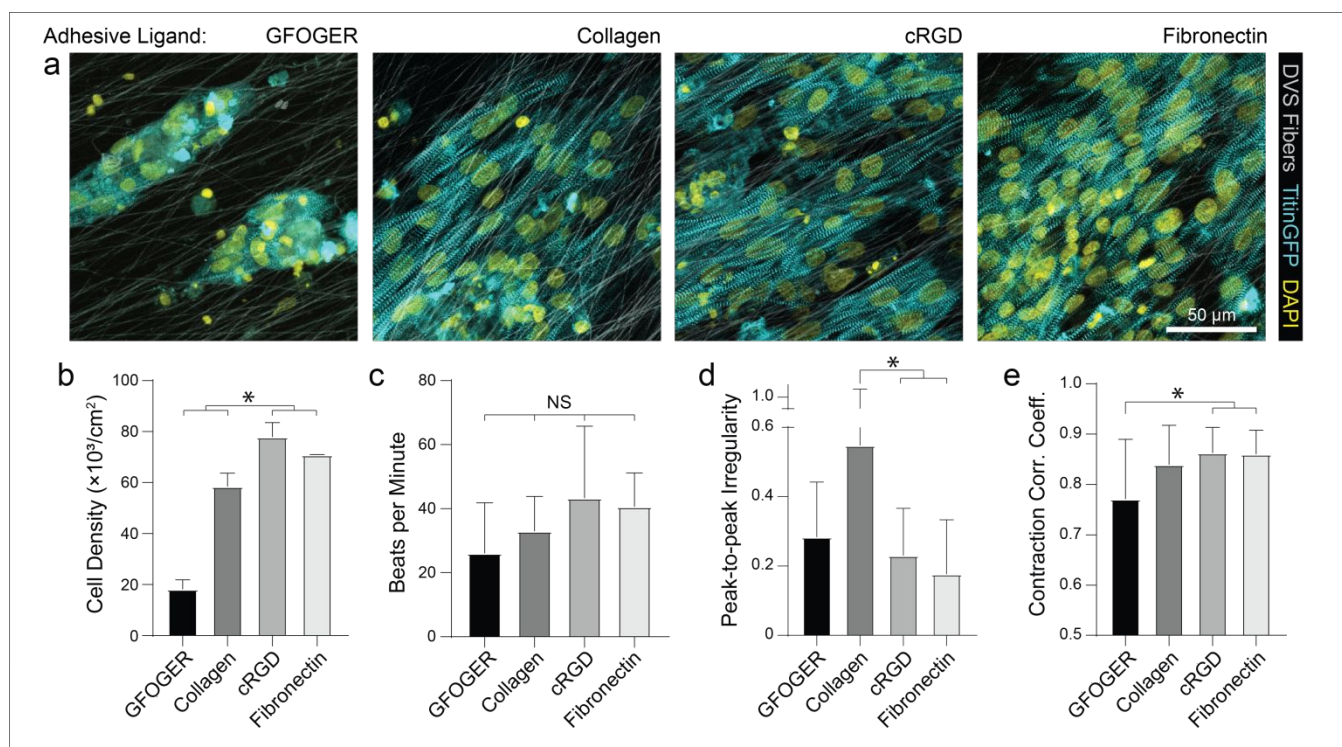 Adhesive Ligand: GFOGER Collagen cRGD Fibronectin
a
DVS Fibers TitinGFP DAPI
50 µm
b
Cell Density (×10³/cm²)
100
80
60
40
20
0
*
GFOGER
Collagen
cRGD
Fibronectin
c
Beats per Minute
80
60
40
20
0
NS
GFOGER
Collagen
cRGD
Fibronectin
d
Peak-to-peak Irregularity
1.0
0.6
0.4
0.2
0
*
GFOGER
Collagen
cRGD
Fibronectin
e
Contraction Corr. Coeff.
1.0
0.9
0.8
0.7
0.6
0.5
*
GFOGER
Collagen
cRGD
Fibronectin